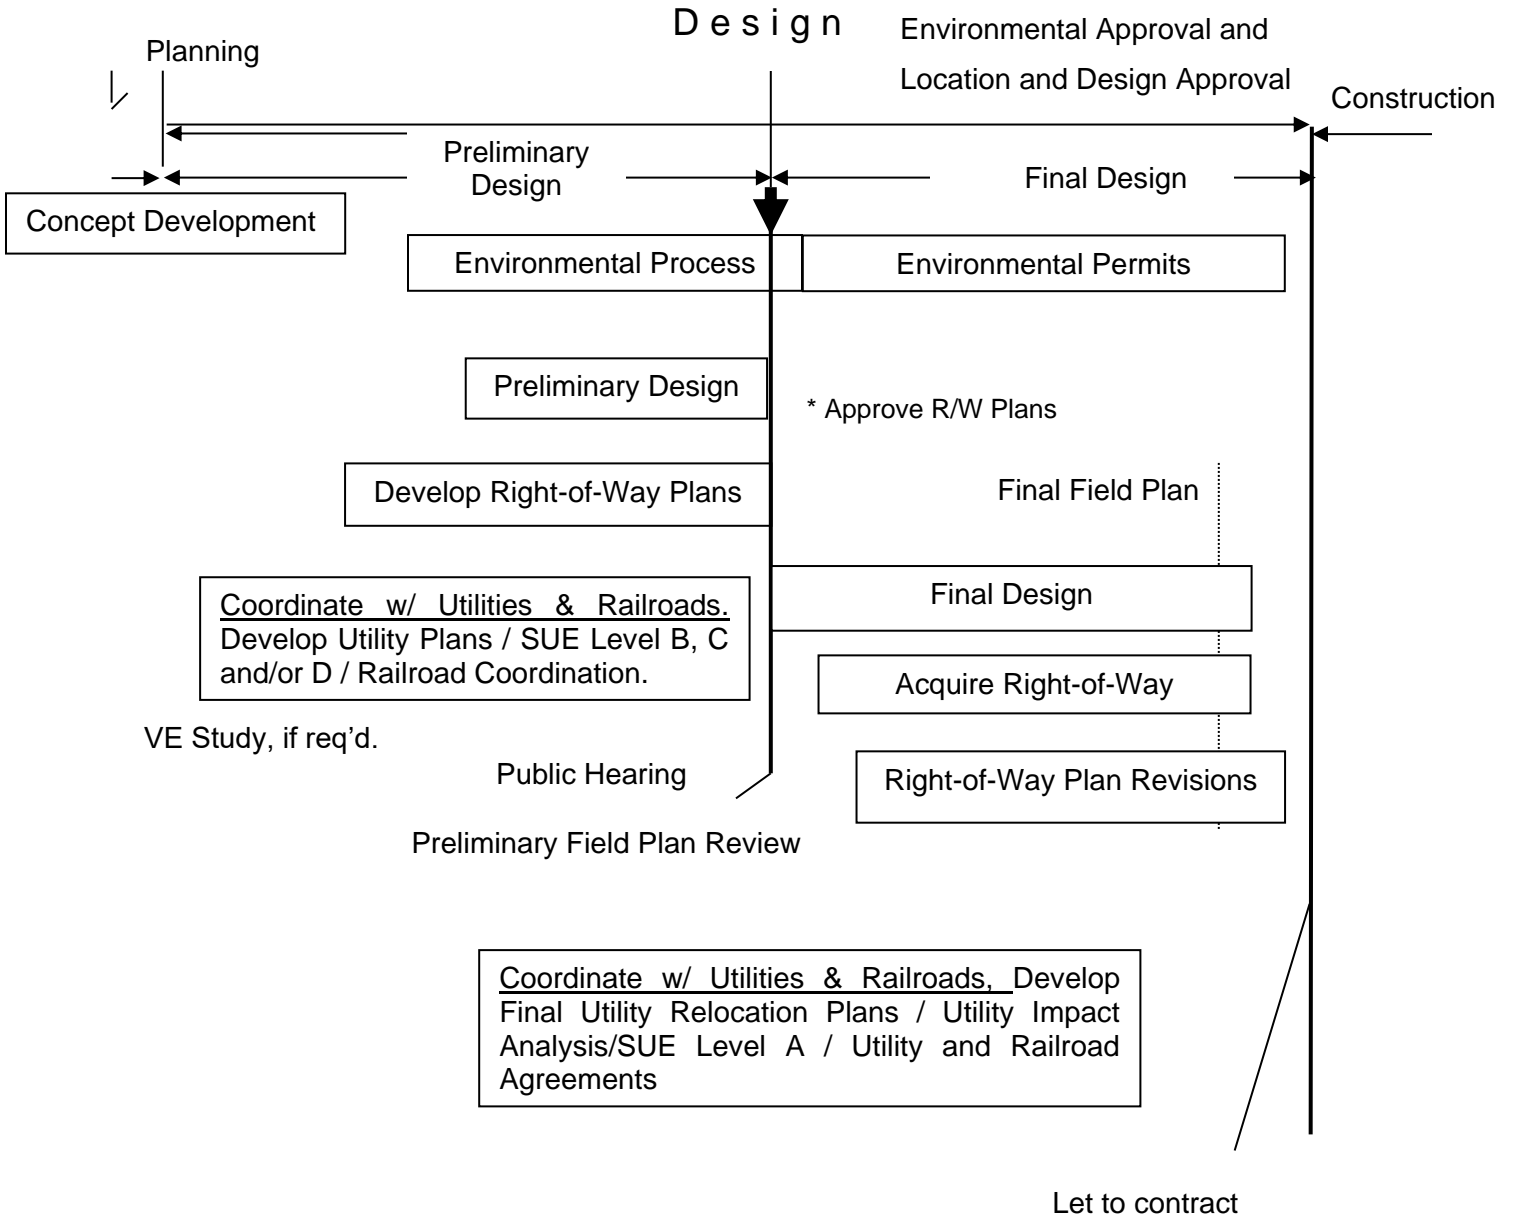 Design
Environmental Approval and
Location and Design Approval
Planning
Construction
Preliminary
Design
Final Design
Concept Development
Environmental Process
Environmental Permits
Preliminary Design
* Approve R/W Plans
Develop Right-of-Way Plans
Final Field Plan
Coordinate w/ Utilities & Railroads.
Develop Utility Plans / SUE Level B, C
and/or D / Railroad Coordination.
Final Design
Acquire Right-of-Way
VE Study, if req’d.
Public Hearing
Right-of-Way Plan Revisions
Preliminary Field Plan Review
Coordinate w/ Utilities & Railroads, Develop
Final Utility Relocation Plans / Utility Impact
Analysis/SUE Level A / Utility and Railroad
Agreements
Let to contract